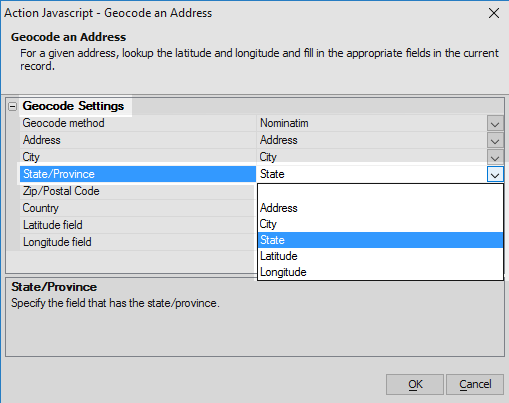 Action Javascript - Geocode an Address
Geocode an Address
For a given address, lookup the latitude and longitude and fill in the appropriate fields in the current
record.
Geocode Settings
Geocode method Nominatim
Address Address
City City
State/Province State
Zip/Postal Code
Country Address
Latitude field City
Longitude field State
Latitude
Longitude
State/Province
Specify the field that has the state/province.
OK Cancel